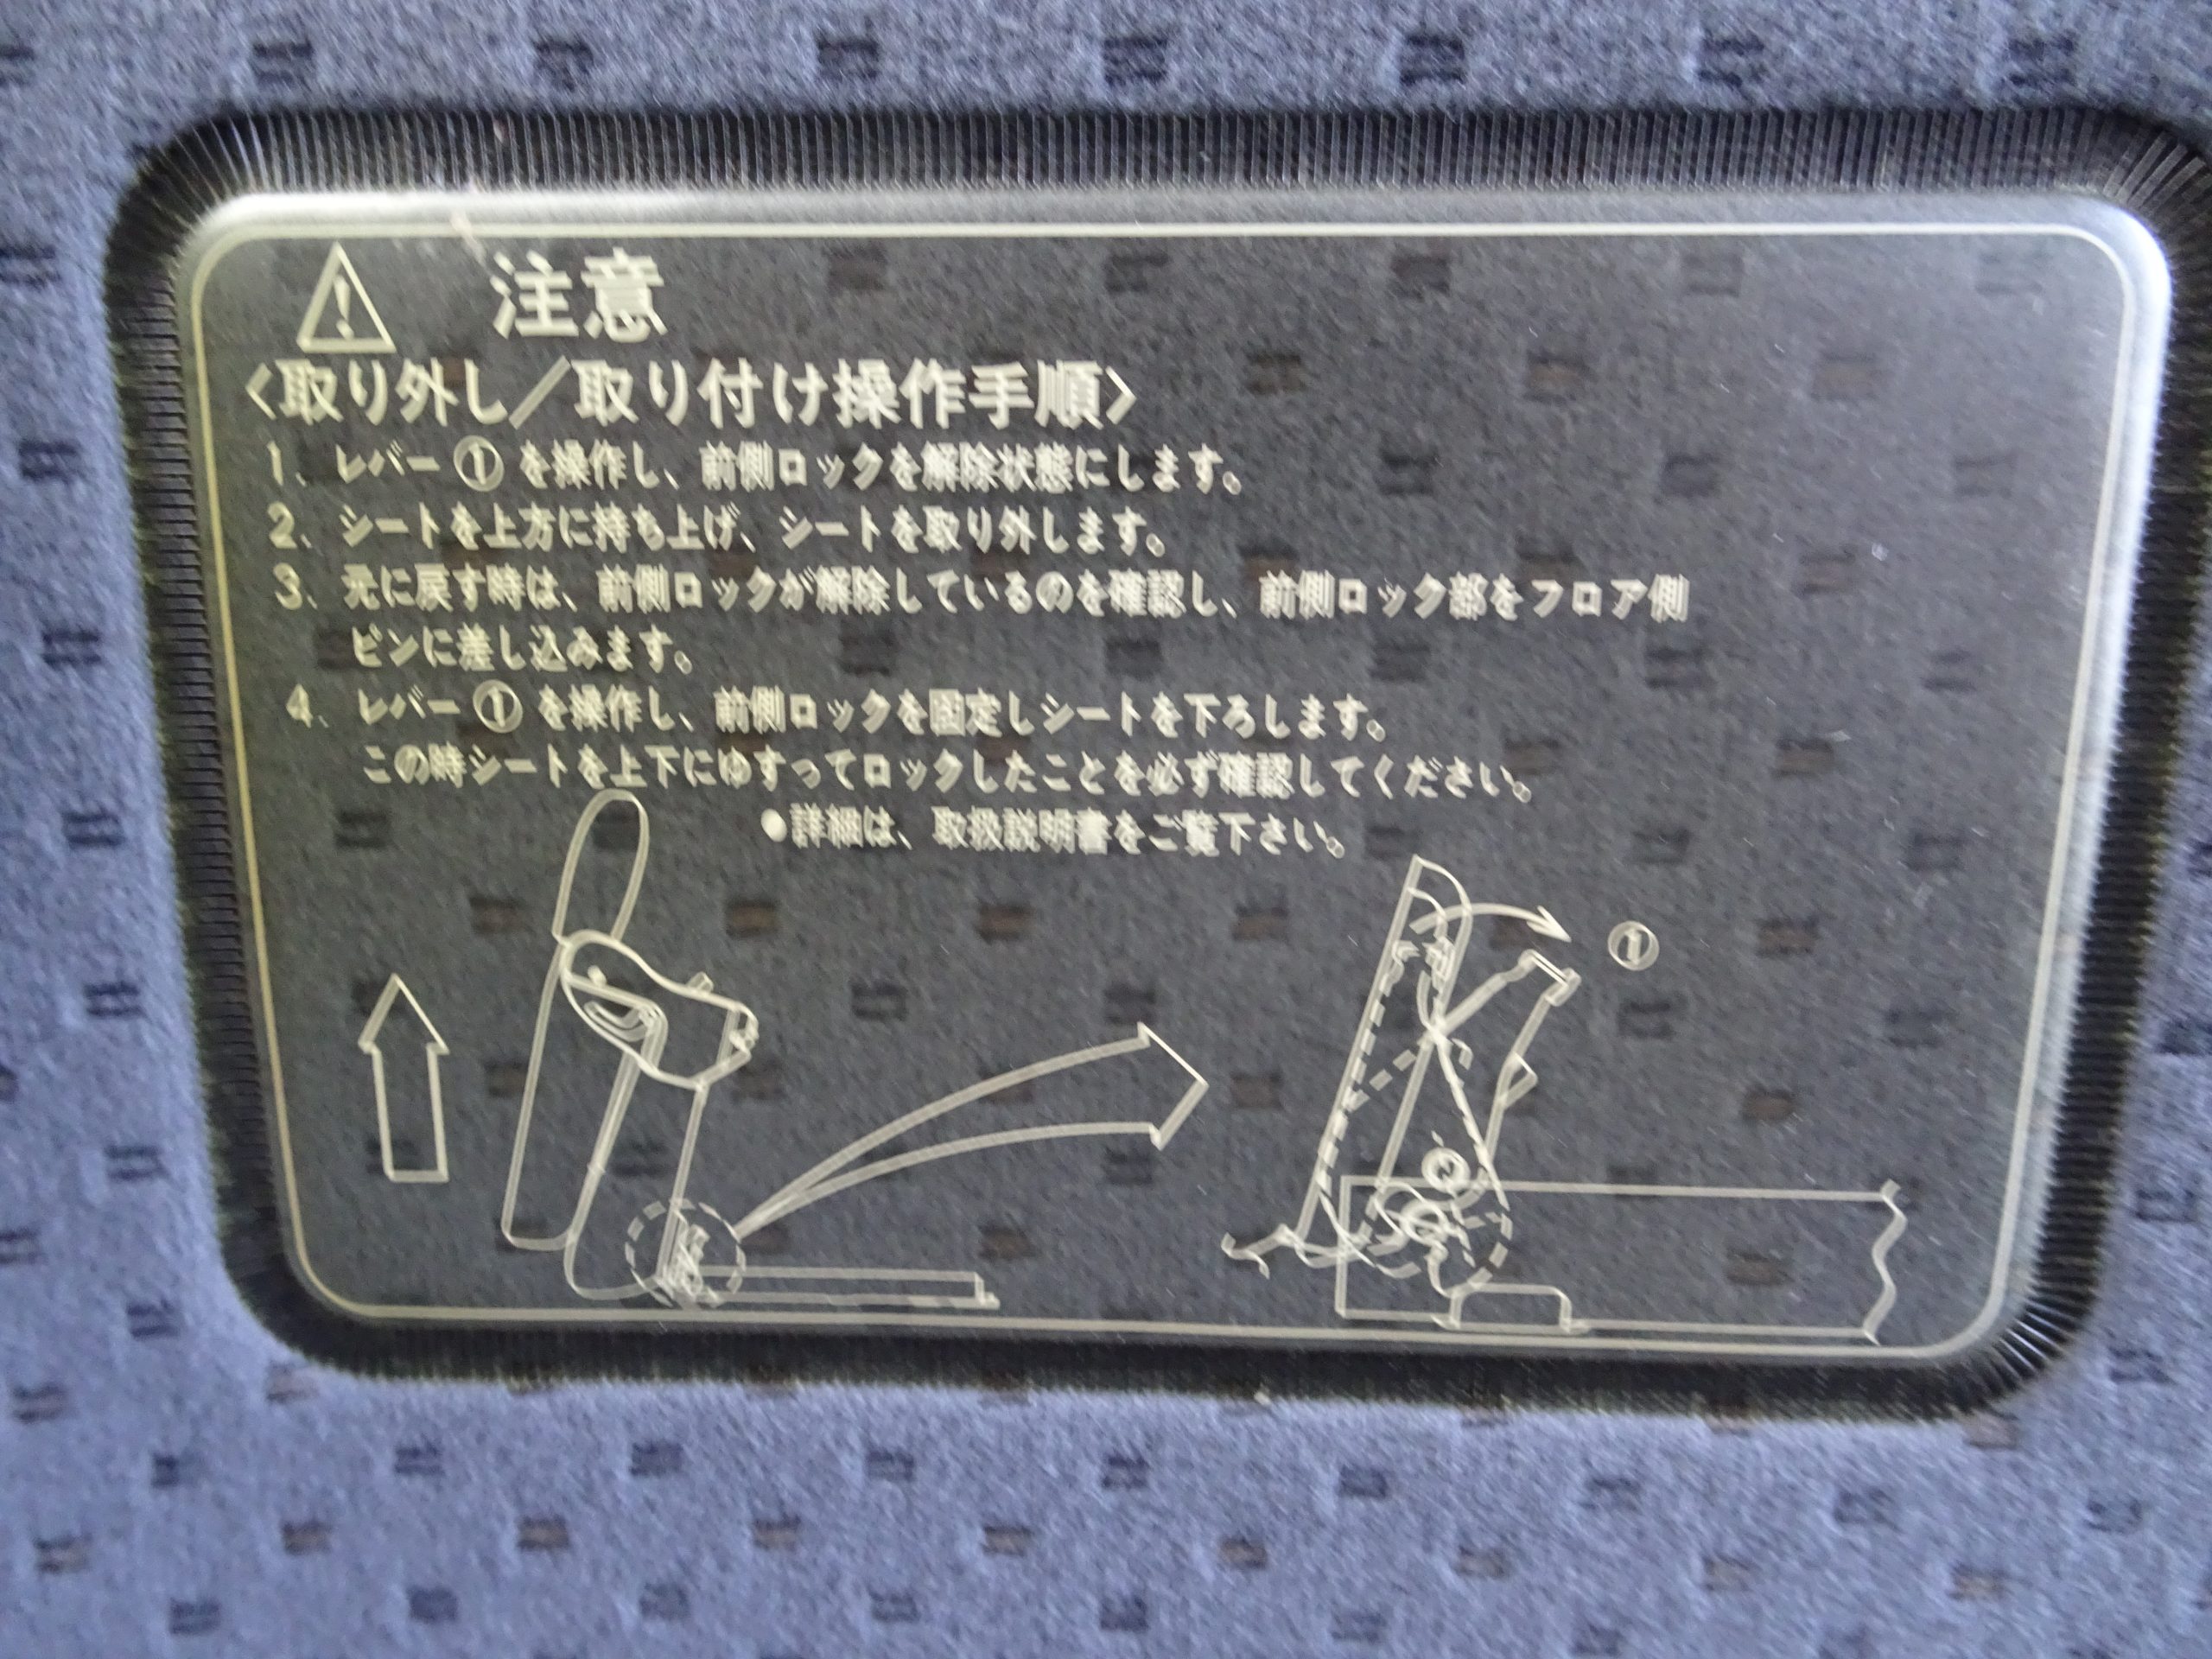 注意
〈取り外し／取り付け操作手順〉
1. レバー①を操作し、前側ロックを解除状態にします。
2. シートを上方に持ち上げ、シートを取り外します。
3. 元に戻す時は、前側ロックが解除しているのを確認し、前側ロック部をフロア側
ピンに差し込みます。
4. レバー①を操作し、前側ロックを固定しシートを下ろします。
この時シートを上下にゆすってロックしたことを必ず確認してください。
●詳細は、取扱説明書をご覧下さい。
①
②